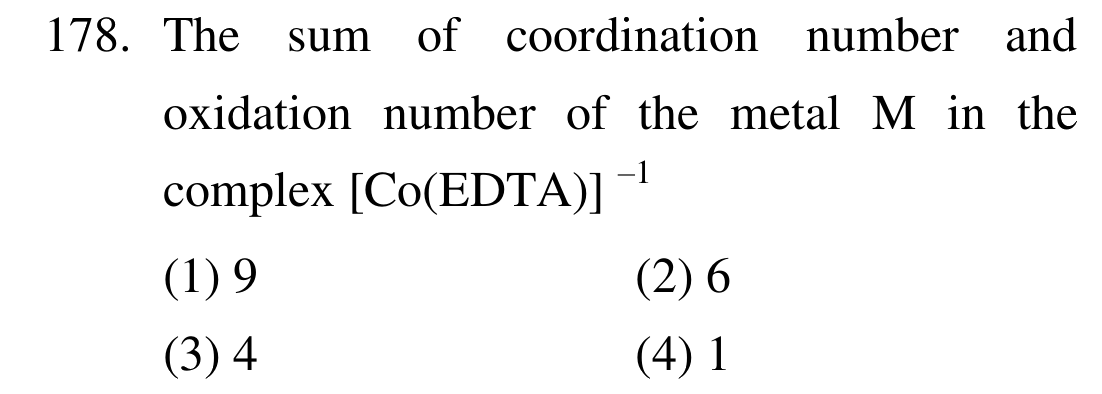 178. The sum of coordination number and
oxidation number of the metal M in the
complex [Co(EDTA)] ⁻¹
(1) 9 (2) 6
(3) 4 (4) 1